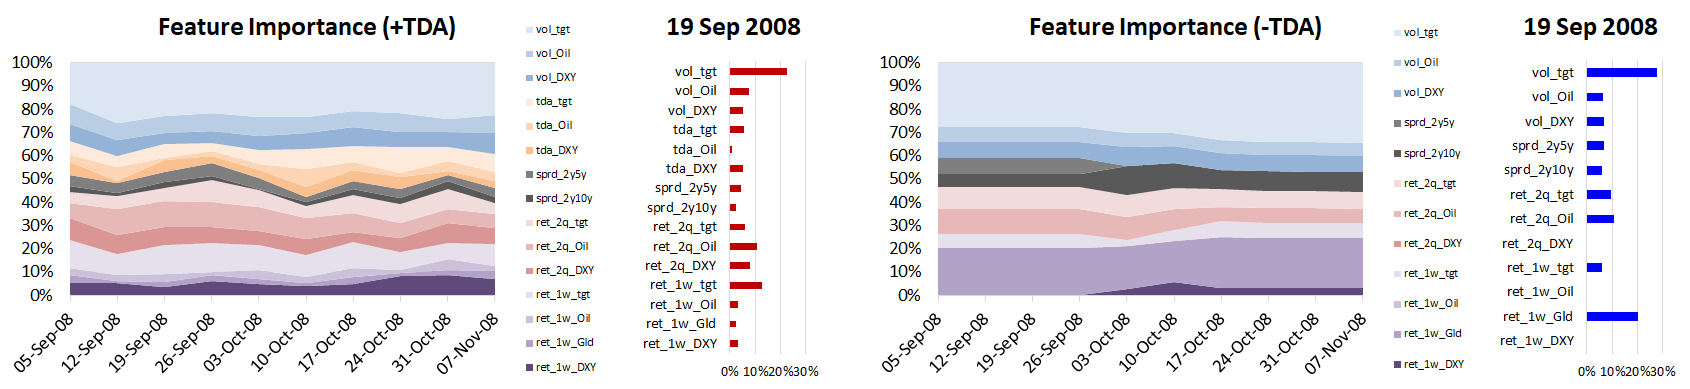 Feature Importance (+TDA)
100%
90%
80%
70%
60%
50%
40%
30%
20%
10%
0%
05-Sep-08
12-Sep-08
19-Sep-08
26-Sep-08
03-Oct-08
10-Oct-08
17-Oct-08
24-Oct-08
31-Oct-08
07-Nov-08
vol_tgt
vol_Oil
vol_DXY
tda_tgt
tda_Oil
tda_DXY
sprd_2y5y
sprd_2y10y
ret_2q_tgt
ret_2q_Oil
ret_2q_DXY
ret_1w_tgt
ret_1w_Oil
ret_1w_Gld
ret_1w_DXY
19 Sep 2008
vol_tgt
vol_Oil
vol_DXY
tda_tgt
tda_Oil
tda_DXY
sprd_2y5y
sprd_2y10y
ret_2q_tgt
ret_2q_Oil
ret_2q_DXY
ret_1w_tgt
ret_1w_Oil
ret_1w_Gld
ret_1w_DXY
0% 10% 20% 30%
Feature Importance (-TDA)
100%
90%
80%
70%
60%
50%
40%
30%
20%
10%
0%
05-Sep-08
12-Sep-08
19-Sep-08
26-Sep-08
03-Oct-08
10-Oct-08
17-Oct-08
24-Oct-08
31-Oct-08
07-Nov-08
vol_tgt
vol_Oil
vol_DXY
sprd_2y5y
sprd_2y10y
ret_2q_tgt
ret_2q_Oil
ret_2q_DXY
ret_1w_tgt
ret_1w_Oil
ret_1w_Gld
ret_1w_DXY
19 Sep 2008
vol_tgt
vol_Oil
vol_DXY
sprd_2y5y
sprd_2y10y
ret_2q_tgt
ret_2q_Oil
ret_2q_DXY
ret_1w_tgt
ret_1w_Oil
ret_1w_Gld
ret_1w_DXY
0% 10% 20% 30%